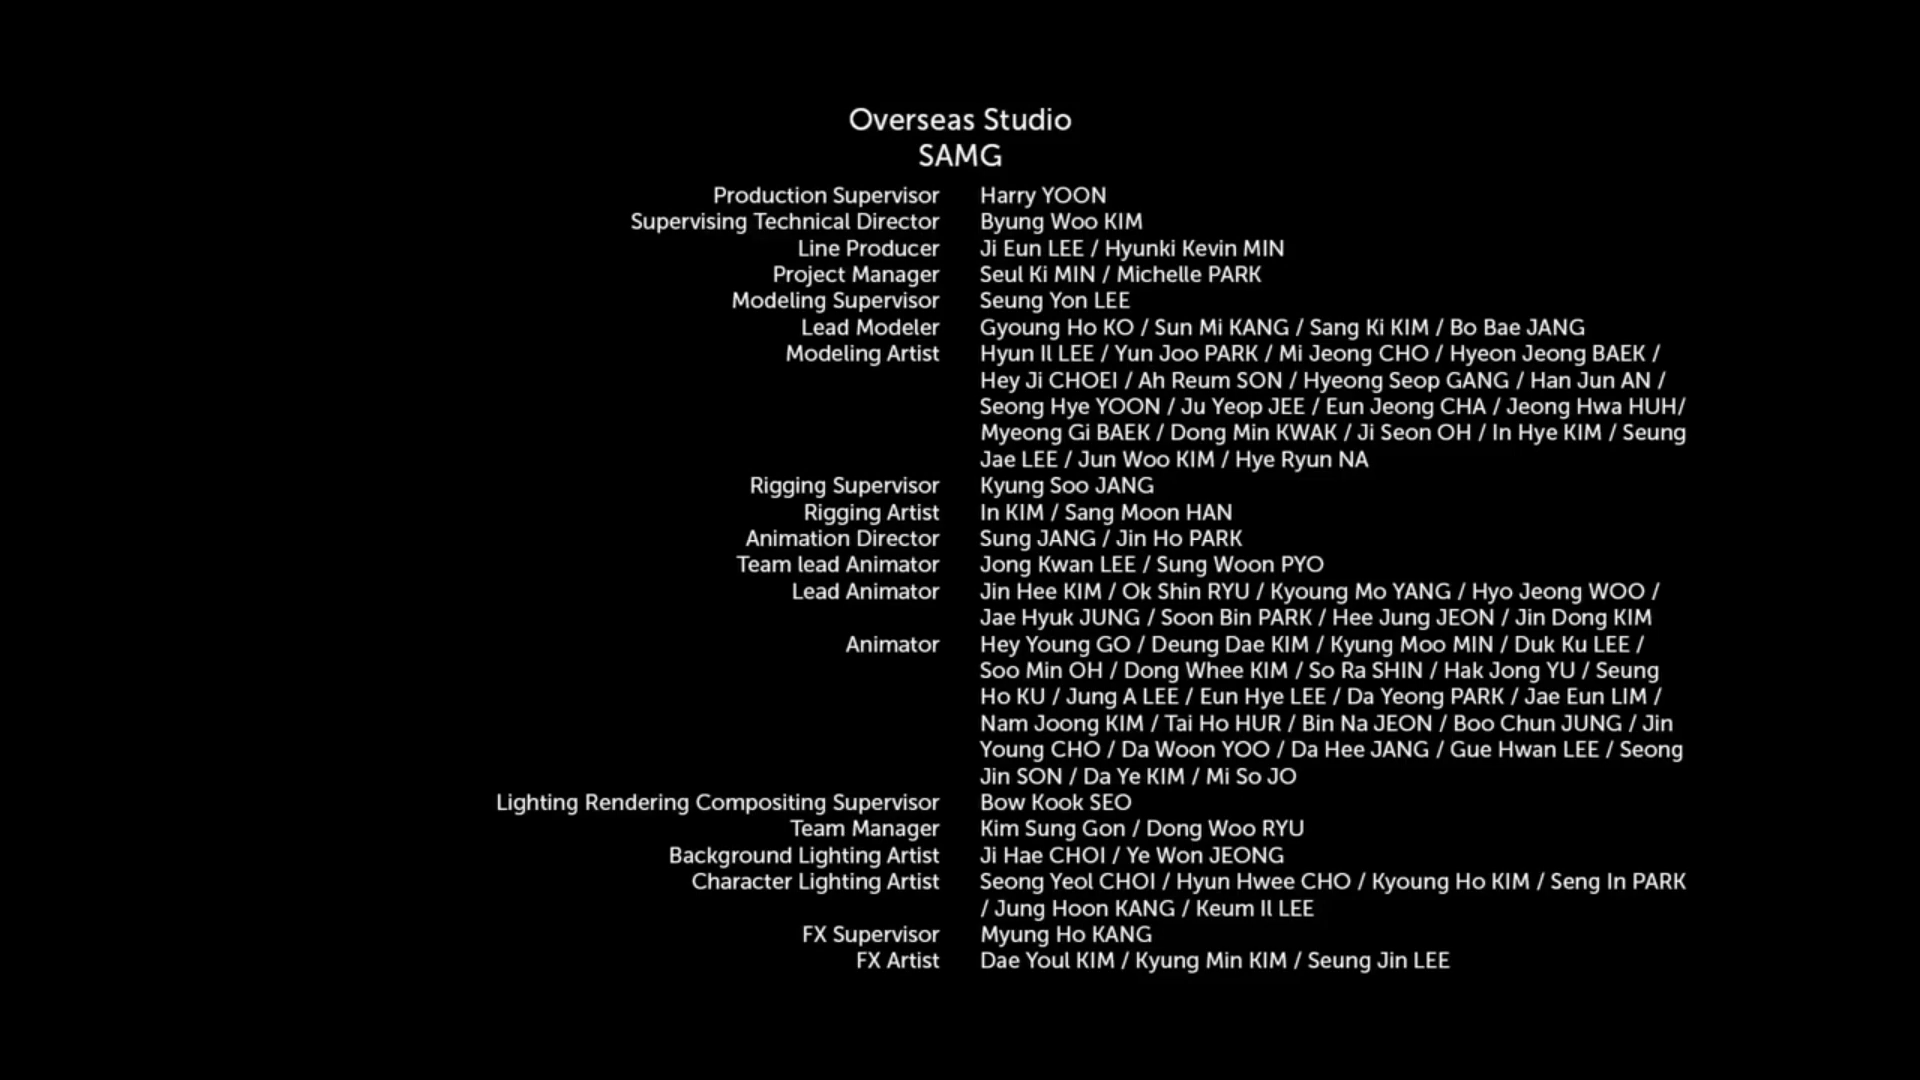 Overseas Studio
SAMG
Production Supervisor Harry YOON
Supervising Technical Director Byung Woo KIM
Line Producer Ji Eun LEE / Hyunki Kevin MIN
Project Manager Seul Ki MIN / Michelle PARK
Modeling Supervisor Seung Yon LEE
Lead Modeler Gyoung Ho KO / Sun Mi KANG / Sang Ki KIM / Bo Bae JANG
Modeling Artist Hyun Il LEE / Yun Joo PARK / Mi Jeong CHO / Hyeon Jeong BAEK /
Hey Ji CHOEI / Ah Reum SON / Hyeong Seop GANG / Han Jun AN /
Seong Hye YOON / Ju Yeop JEE / Eun Jeong CHA / Jeong Hwa HUH/
Myeong Gi BAEK / Dong Min KWAK / Ji Seon OH / In Hye KIM / Seung
Jae LEE / Jun Woo KIM / Hye Ryun NA
Rigging Supervisor Kyung Soo JANG
Rigging Artist In KIM / Sang Moon HAN
Animation Director Sung JANG / Jin Ho PARK
Team lead Animator Jong Kwan LEE / Sung Woon PYO
Lead Animator Jin Hee KIM / Ok Shin RYU / Kyoung Mo YANG / Hyo Jeong WOO /
Jae Hyuk JUNG / Soon Bin PARK / Hee Jung JEON / Jin Dong KIM
Animator Hey Young GO / Deung Dae KIM / Kyung Moo MIN / Duk Ku LEE /
Soo Min OH / Dong Whee KIM / So Ra SHIN / Hak Jong YU / Seung
Ho KU / Jung A LEE / Eun Hye LEE / Da Yeong PARK / Jae Eun LIM /
Nam Joong KIM / Tai Ho HUR / Bin Na JEON / Boo Chun JUNG / Jin
Young CHO / Da Woon YOO / Da Hee JANG / Gue Hwan LEE / Seong
Jin SON / Da Ye KIM / Mi So JO
Lighting Rendering Compositing Supervisor Bow Kook SEO
Team Manager Kim Sung Gon / Dong Woo RYU
Background Lighting Artist Ji Hae CHOI / Ye Won JEONG
Character Lighting Artist Seong Yeol CHOI / Hyun Hwee CHO / Kyoung Ho KIM / Seng In PARK
/ Jung Hoon KANG / Keum Il LEE
FX Supervisor Myung Ho KANG
FX Artist Dae Youl KIM / Kyung Min KIM / Seung Jin LEE